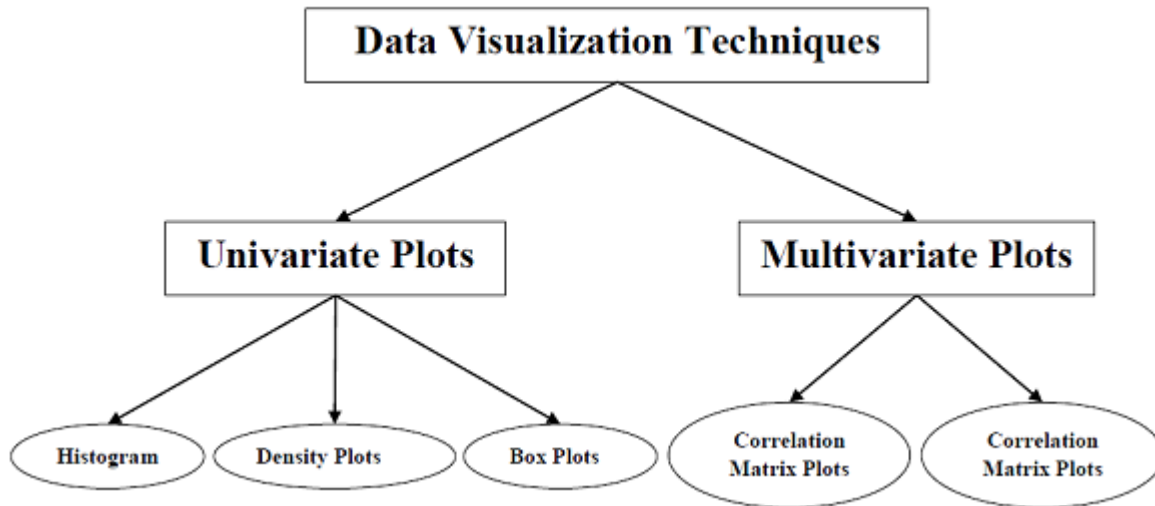 Data Visualization Techniques
Univariate Plots
Multivariate Plots
Histogram
Density Plots
Box Plots
Correlation
Matrix Plots
Correlation
Matrix Plots